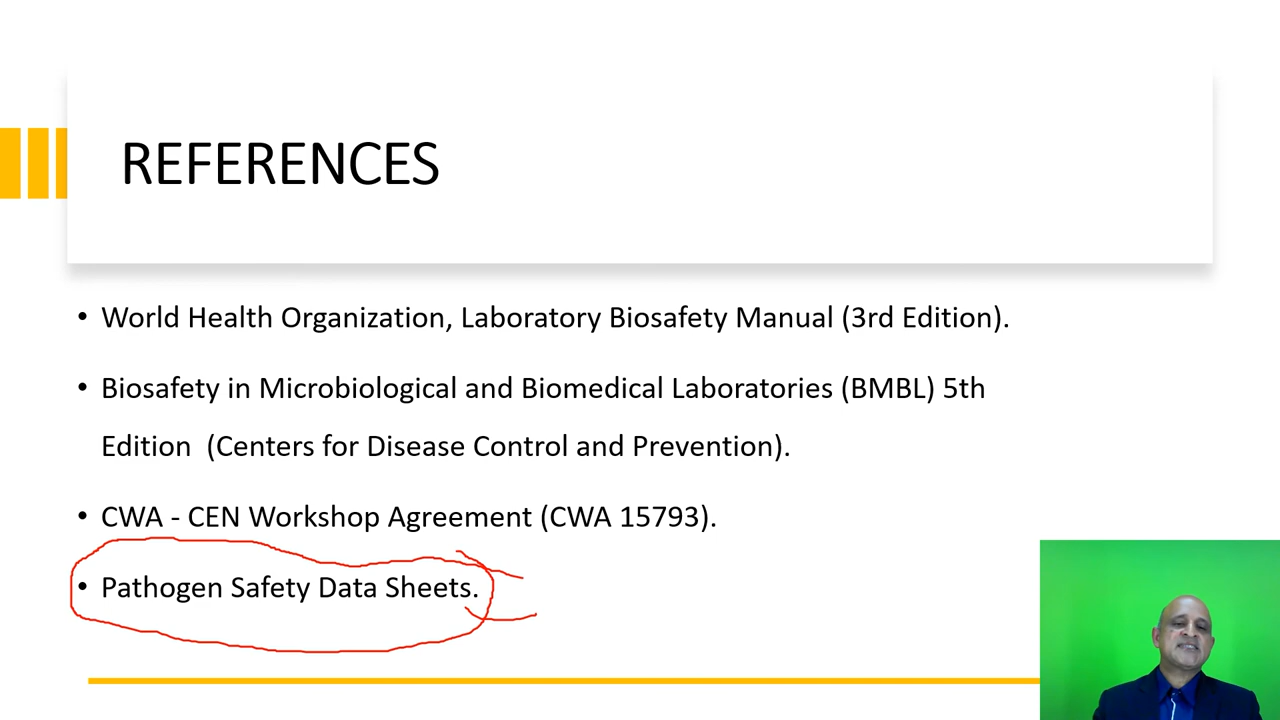 REFERENCES
• World Health Organization, Laboratory Biosafety Manual (3rd Edition).
• Biosafety in Microbiological and Biomedical Laboratories (BMBL) 5th
Edition  (Centers for Disease Control and Prevention).
• CWA - CEN Workshop Agreement (CWA 15793).
• Pathogen Safety Data Sheets.